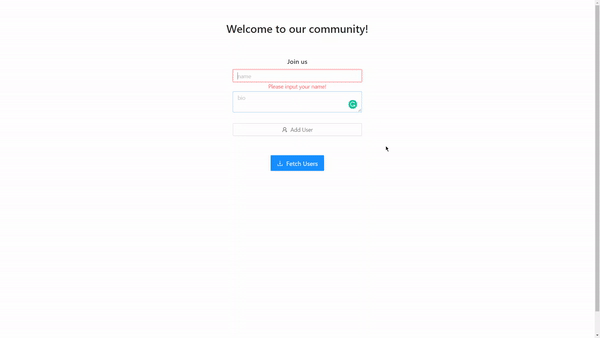 Welcome to our community!
Join us
name
Please input your name!
bio
Add User
Fetch Users